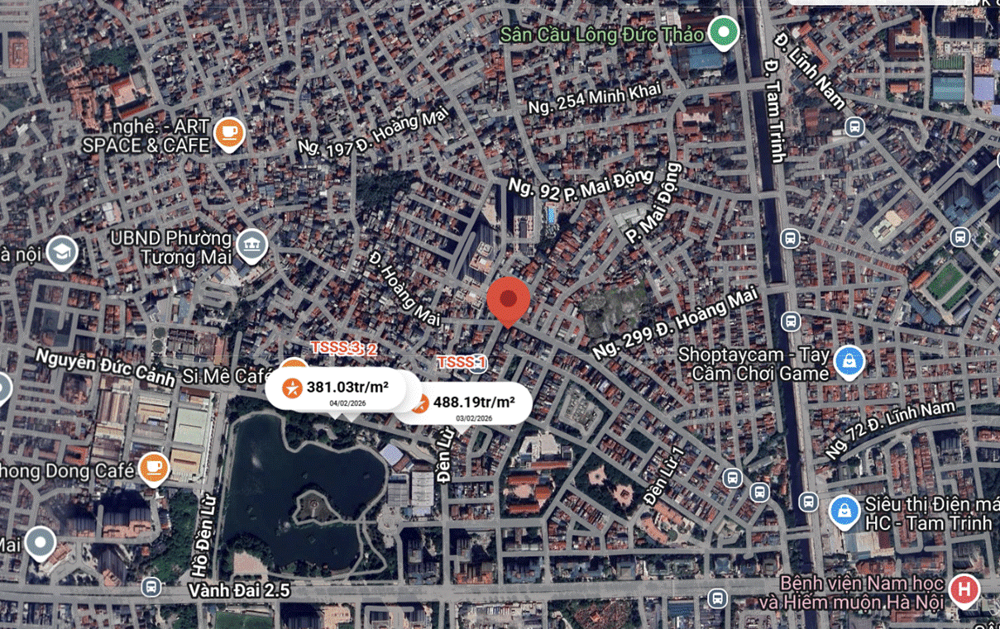 Sân Cầu Lông Đức Thảo
Đ. Lĩnh Nam
Đ. Tam Trinh
Ng. 254 Minh Khai
nghê. - ART
SPACE & CAFE
Ng. 197 Đ. Hoàng Mai
Ng. 92 P. Mai Động
P. Mai Động
UBND Phường
Tương Mai
à nội
Đ. Hoàng Mai
Ng. 299 Đ. Hoàng Mai
TSSS 3
2
TSSS 1
Nguyễn Đức Cảnh
Si Mê Café
Shoptaycam - Tay
Cầm Chơi Game
381.03tr/m²
04/02/2026
488.19tr/m²
03/02/2026
Ng. 72 Đ. Lĩnh Nam
Đền Lừ
Đền Lừ 1
hong Dong Café
Hồ Đền Lừ
Siêu thị Điện má
HC - Tam Trinh
Mai
Vành Đai 2.5
Bệnh viện Nam học
và Hiếm muộn Hà Nội
H